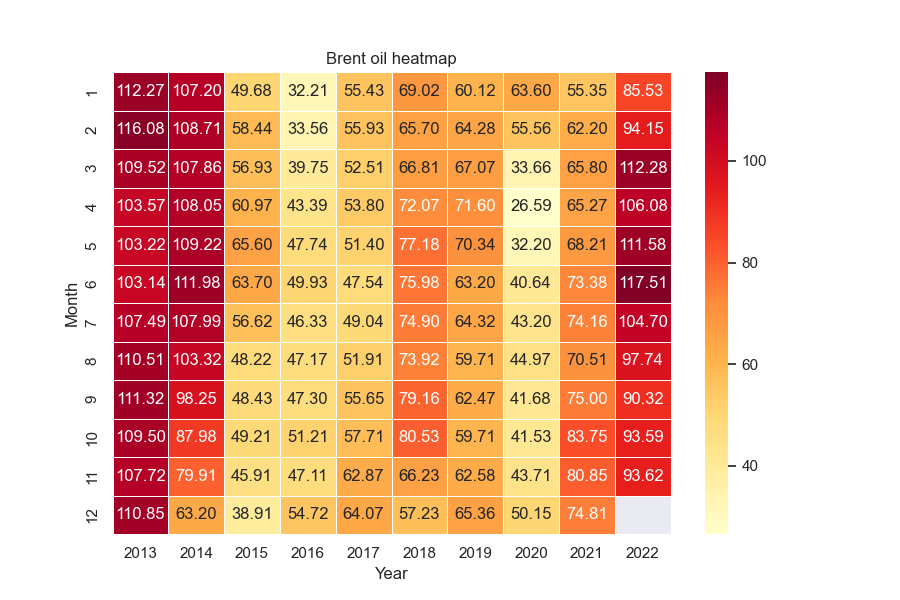 Brent oil heatmap
1 112.27 107.20 49.68 32.21 55.43 69.02 60.12 63.60 55.35 85.53
2 116.08 108.71 58.44 33.56 55.93 65.70 64.28 55.56 62.20 94.15
3 109.52 107.86 56.93 39.75 52.51 66.81 67.07 33.66 65.80 112.28
4 103.57 108.05 60.97 43.39 53.80 72.07 71.60 26.59 65.27 106.08
5 103.22 109.22 65.60 47.74 51.40 77.18 70.34 32.20 68.21 111.58
6 103.14 111.98 63.70 49.93 47.54 75.98 63.20 40.64 73.38 117.51
7 107.49 107.99 56.62 46.33 49.04 74.90 64.32 43.20 74.16 104.70
8 110.51 103.32 48.22 47.17 51.91 73.92 59.71 44.97 70.51 97.74
9 111.32 98.25 48.43 47.30 55.65 79.16 62.47 41.68 75.00 90.32
10 109.50 87.98 49.21 51.21 57.71 80.53 59.71 41.53 83.75 93.59
11 107.72 79.91 45.91 47.11 62.87 66.23 62.58 43.71 80.85 93.62
12 110.85 63.20 38.91 54.72 64.07 57.23 65.36 50.15 74.81
2013 2014 2015 2016 2017 2018 2019 2020 2021 2022
Year
Month
100
80
60
40